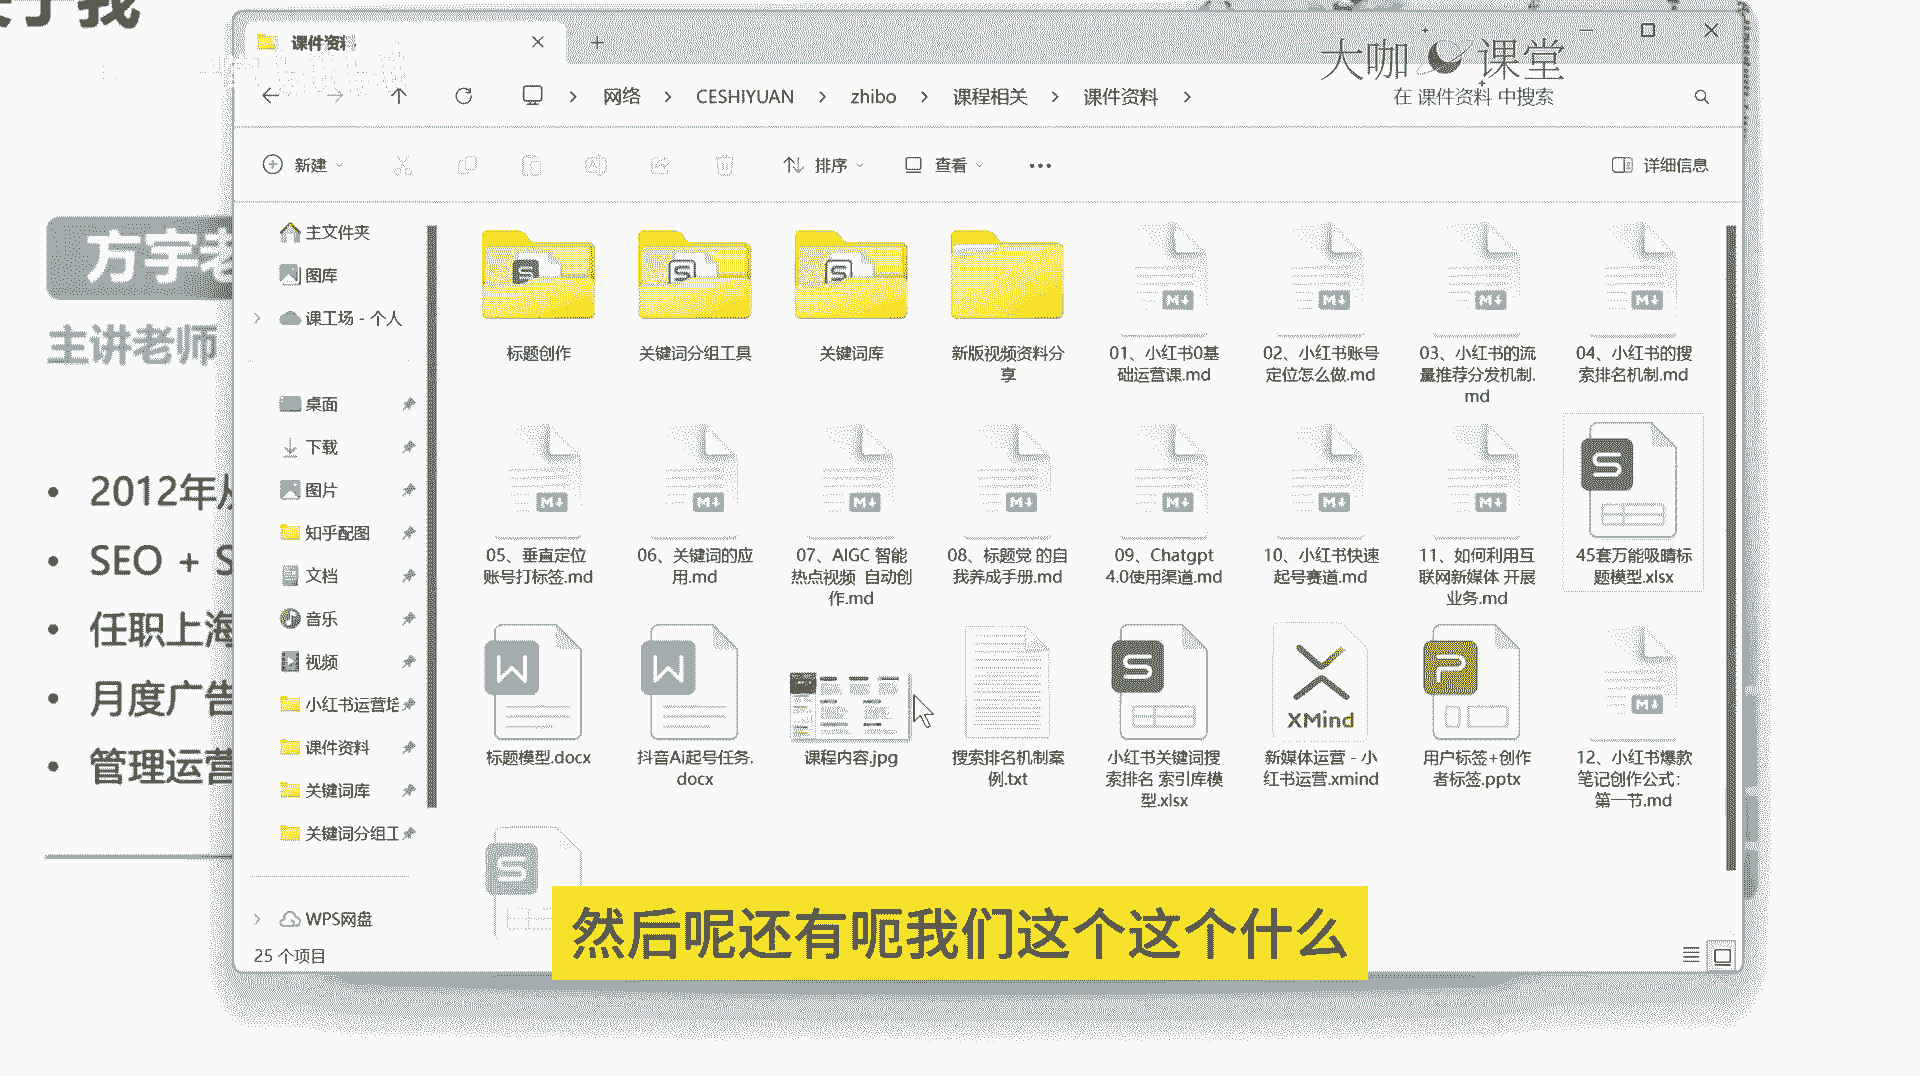 于我
课件资料
大咖课堂
网络 > CESHIYUAN > zhibo > 课程相关 > 课件资料 >
在 课件资料 中搜索
新建
排序
查看
详细信息
方宇老
主讲老师
2012年从
SEO + S
任职上海
月度广告
管理运营
主文件夹
图库
课工场 - 个人
桌面
下载
图片
知乎配图
文档
音乐
视频
小红书运营培
课件资料
关键词库
关键词分组工
WPS网盘
25 个项目
标题创作
关键词分组工具
关键词库
新版视频资料分
享
01、小红书0基
础运营课.md
02、小红书账号
定位怎么做.md
03、小红书的流
量推荐分发机制.
md
04、小红书的搜
索排名机制.md
05、垂直定位
账号打标签.md
06、关键词的应
用.md
07、AIGC 智能
热点视频 自动创
作.md
08、标题党 的自
我养成手册.md
09、Chatgpt
4.0使用渠道.md
10、小红书快速
起号赛道.md
11、如何利用互
联网新媒体 开展
业务.md
45套万能吸睛标
题模型.xlsx
标题模型.docx
抖音Ai起号任务.
docx
课程内容.jpg
搜索排名机制案
例.txt
小红书关键词搜
索排名 索引库模
型.xlsx
XMind
新媒体运营 - 小
红书运营.xmind
用户标签+创作
者标签.pptx
12、小红书爆款
笔记创作公式：
第一节.md
然后呢还有呃我们这个这个什么